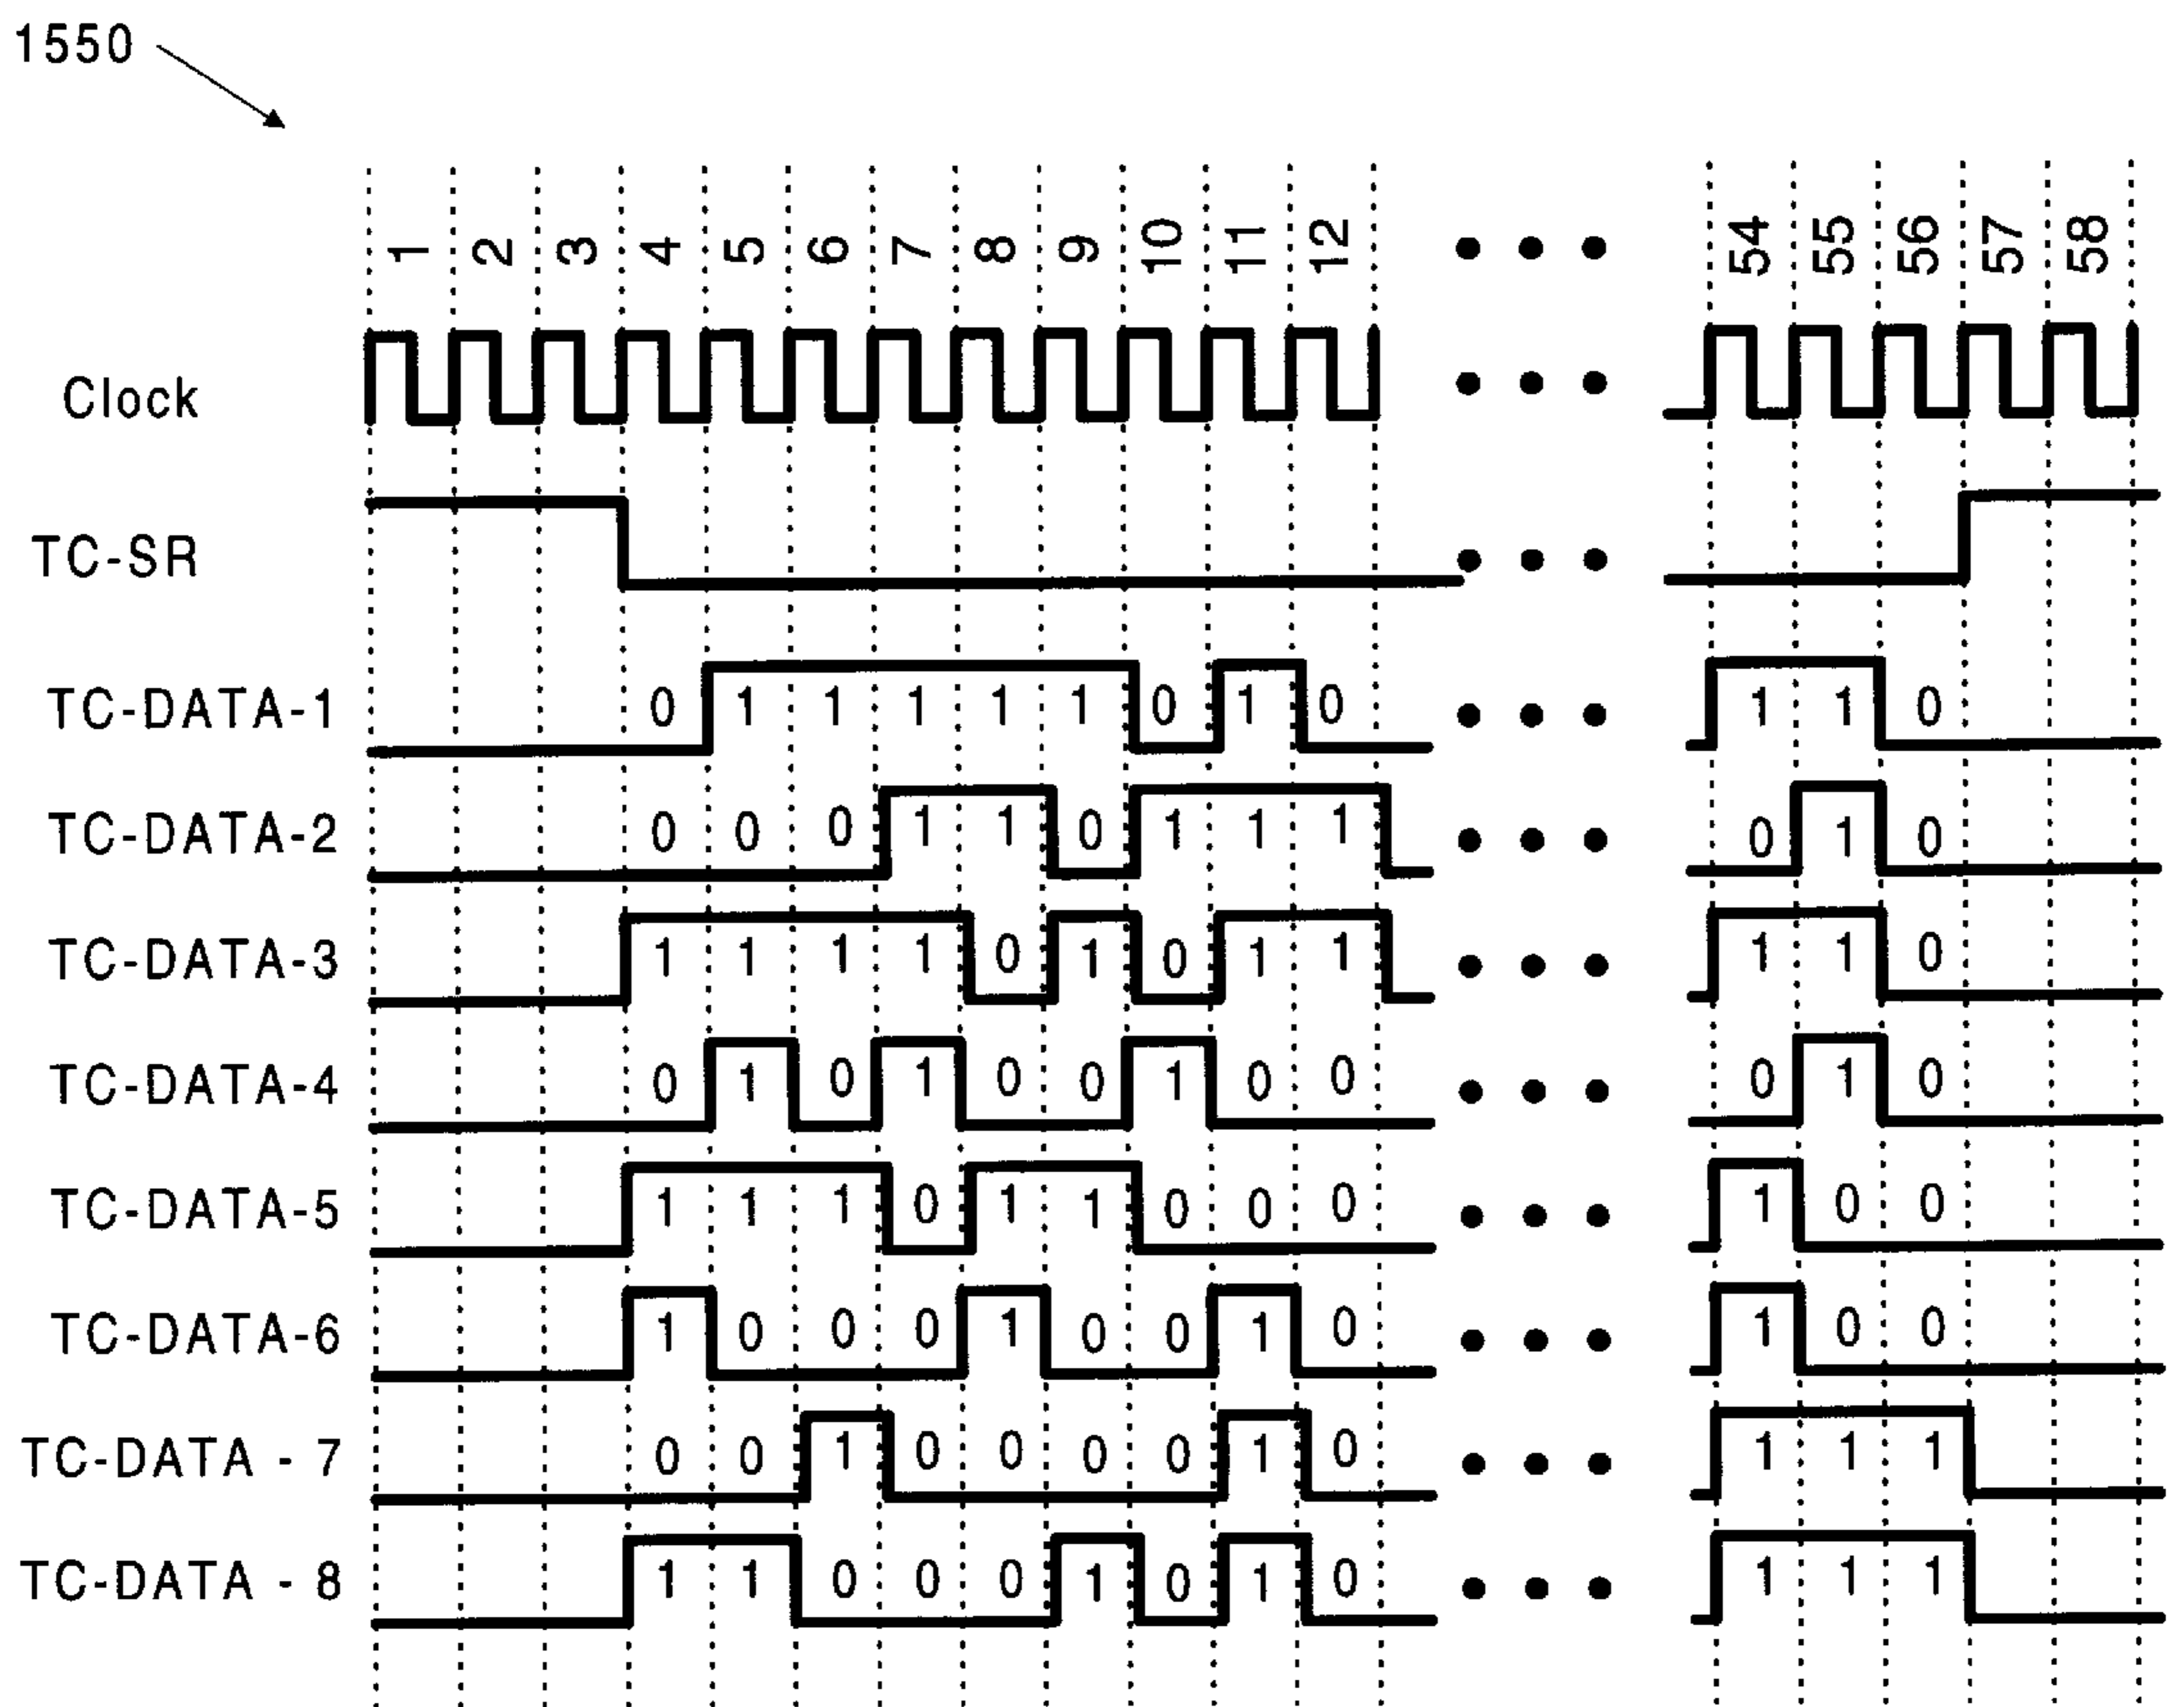 1550
1 2 3 4 5 6 7 8 9 10 11 12 54 55 56 57 58
Clock
TC-SR
TC-DATA-1 0 1 1 1 1 1 0 1 0 1 1 0
TC-DATA-2 0 0 0 1 1 0 1 1 1 0 1 0
TC-DATA-3 1 1 1 1 0 1 0 1 1 1 1 0
TC-DATA-4 0 1 0 1 0 0 1 0 0 0 1 0
TC-DATA-5 1 1 1 0 1 1 0 0 0 1 0 0
TC-DATA-6 1 0 0 0 1 0 0 1 0 1 0 0
TC-DATA - 7 0 0 1 0 0 0 0 1 0 1 1 1
TC-DATA - 8 1 1 0 0 0 1 0 1 0 1 1 1